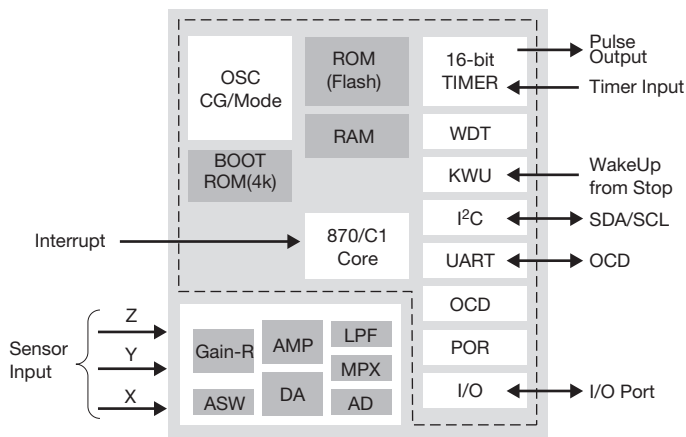 OSC
CG/Mode
ROM
(Flash)
16-bit
TIMER
Pulse
Output
Timer Input
RAM
WDT
BOOT
ROM(4k)
KWU
WakeUp
from Stop
I²C
SDA/SCL
Interrupt
870/C1
Core
UART
OCD
OCD
Sensor
Input
Z
Y
X
Gain-R
AMP
LPF
MPX
ASW
DA
AD
POR
I/O
I/O Port